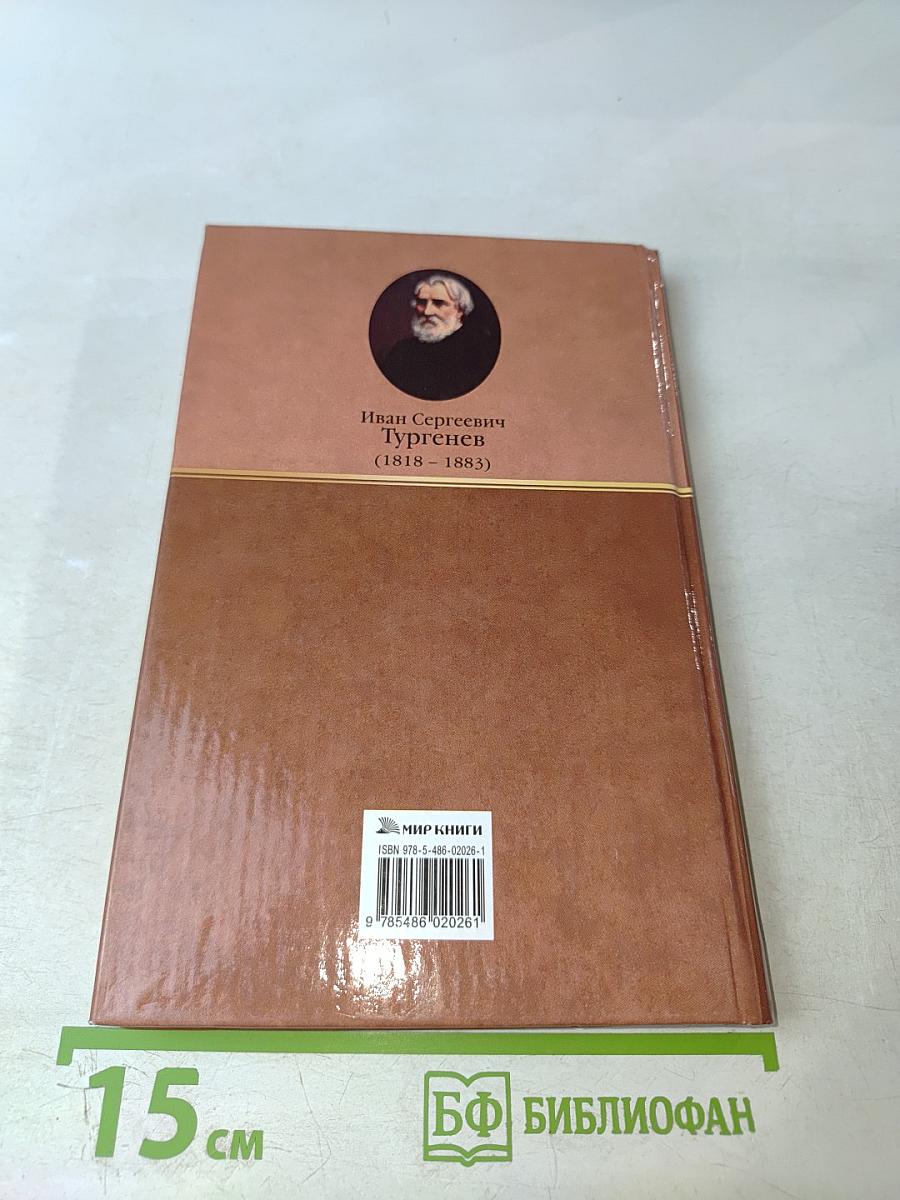 Иван Сергеевич
Тургенев
(1818 – 1883)
МИР КНИГИ
ISBN 978-5-486-02026-1
9 785486 020261
15 см
БФ БИБЛИОФАН